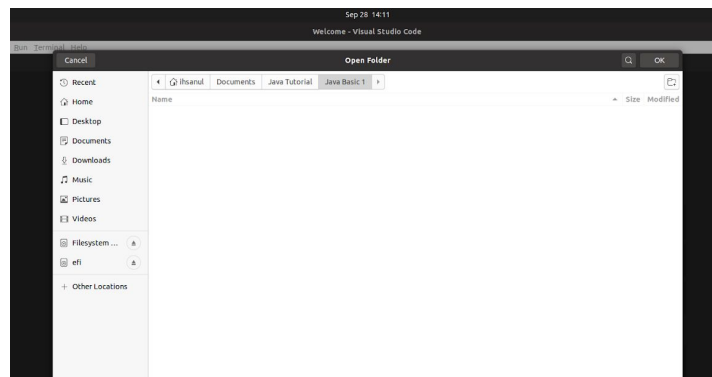 Sep 28 14:11
Welcome - Visual Studio Code
Run Terminal Help
Cancel Open Folder OK
Recent
ihsanul Documents Java Tutorial Java Basic 1
Home
Name Size Modified
Desktop
Documents
Downloads
Music
Pictures
Videos
Filesystem ...
efi
+ Other Locations